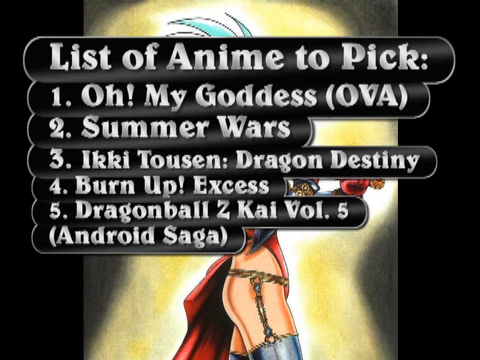 List of Anime to Pick:
1. Oh! My Goddess (OVA)
2. Summer Wars
3. Ikki Tousen: Dragon Destiny
4. Burn Up! Excess
5. Dragonball Z Kai Vol. 5
(Android Saga)